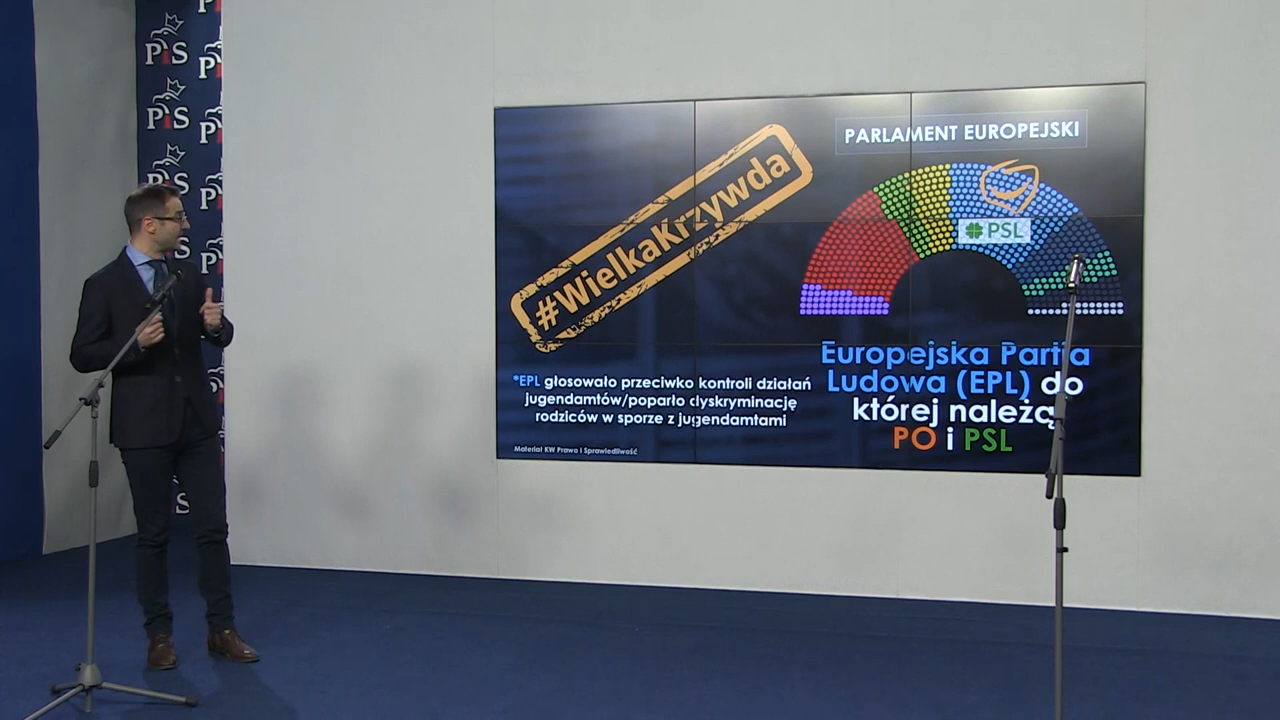 PiS
PiS
PiS
#WielkaKrzywda
PARLAMENT EUROPEJSKI
PSL
*EPL głosowało przeciwko kontroli działań
jugendamtów/poparło dyskryminację
rodziców w sporze z jugendamtami
Materiał KW Prawo i Sprawiedliwość
Europejska Partia
Ludowa (EPL) do
której należą
PO i PSL